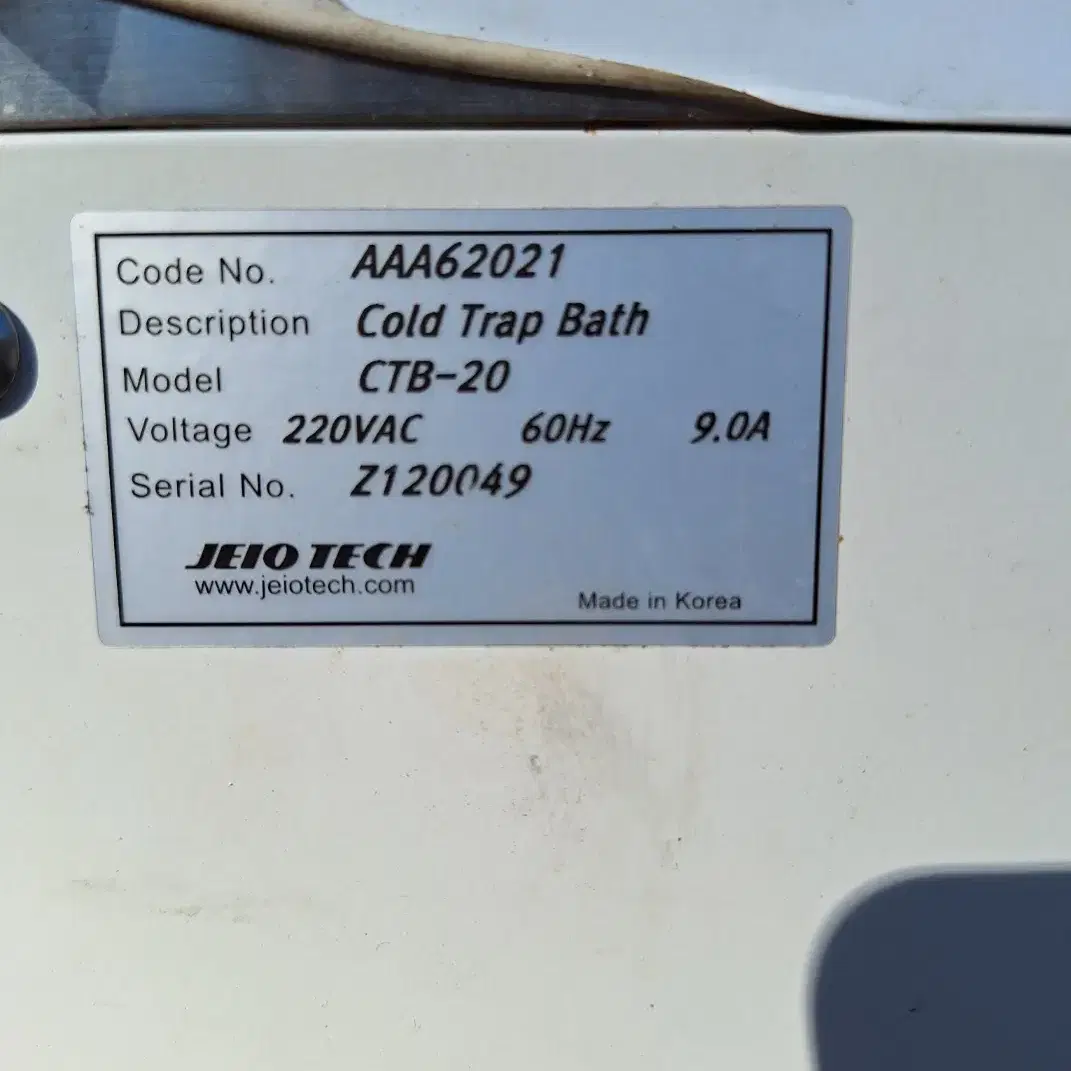 Code No. AAA62021
Description Cold Trap Bath
Model CTB-20
Voltage 220VAC 60Hz 9.0A
Serial No. Z120049
JEIO TECH
www.jeiotech.com
Made in Korea